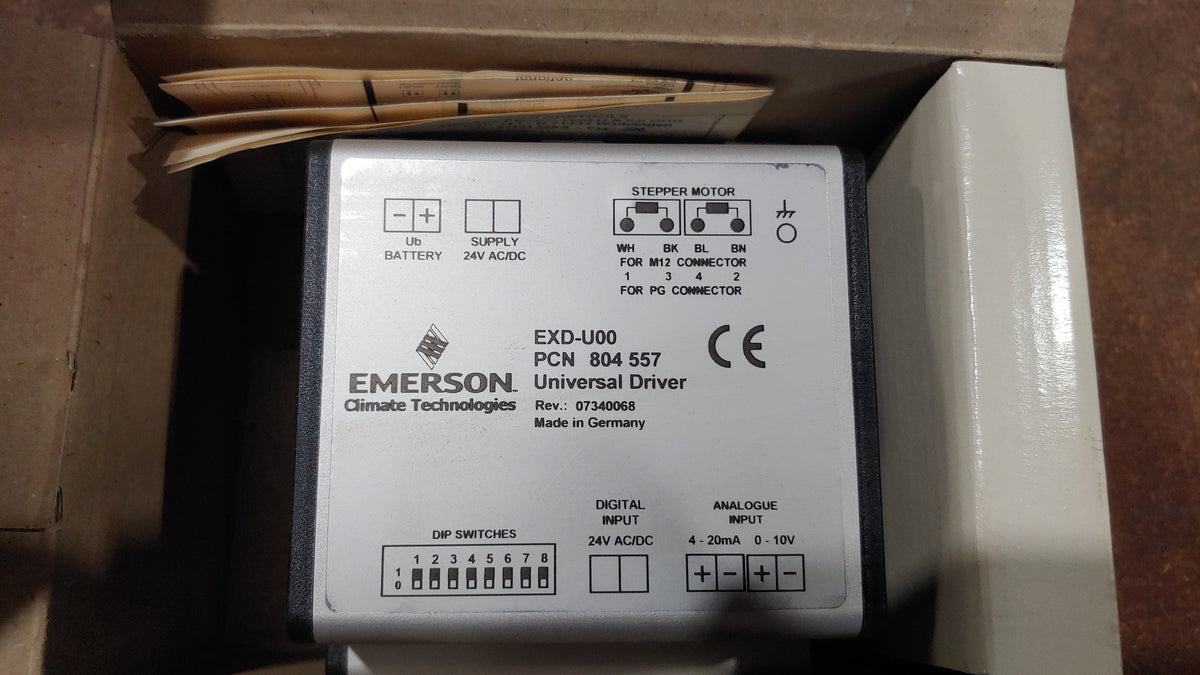 STEPPER MOTOR
- +
Ub
BATTERY
SUPPLY
24V AC/DC
WH BK BL BN
FOR M12 CONNECTOR
1 3 4 2
FOR PG CONNECTOR
EMERSON
Climate Technologies
EXD-U00
PCN 804 557
Universal Driver
Rev.: 07340068
Made in Germany
CE
DIP SWITCHES
1 2 3 4 5 6 7 8
1
0
DIGITAL
INPUT
24V AC/DC
ANALOGUE
INPUT
4 - 20mA 0 - 10V
+ - + -